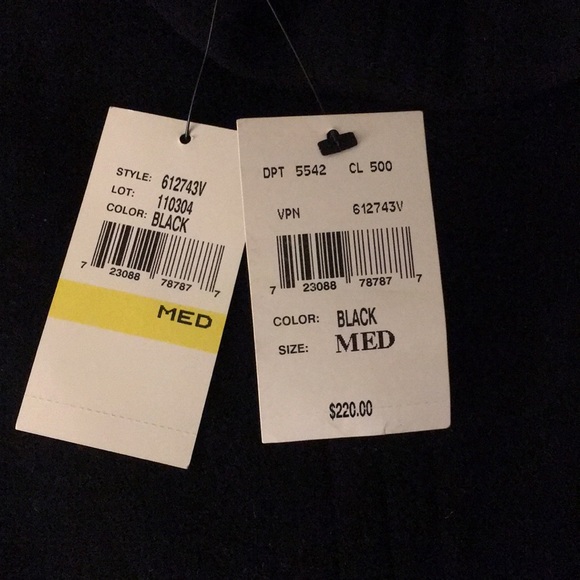 STYLE: 612743V
LOT: 110304
COLOR: BLACK
7 23088 78787 7
MED
DPT 5542 CL 500
VPN 612743V
7 23088 78787 7
COLOR: BLACK
SIZE: MED
$220.00